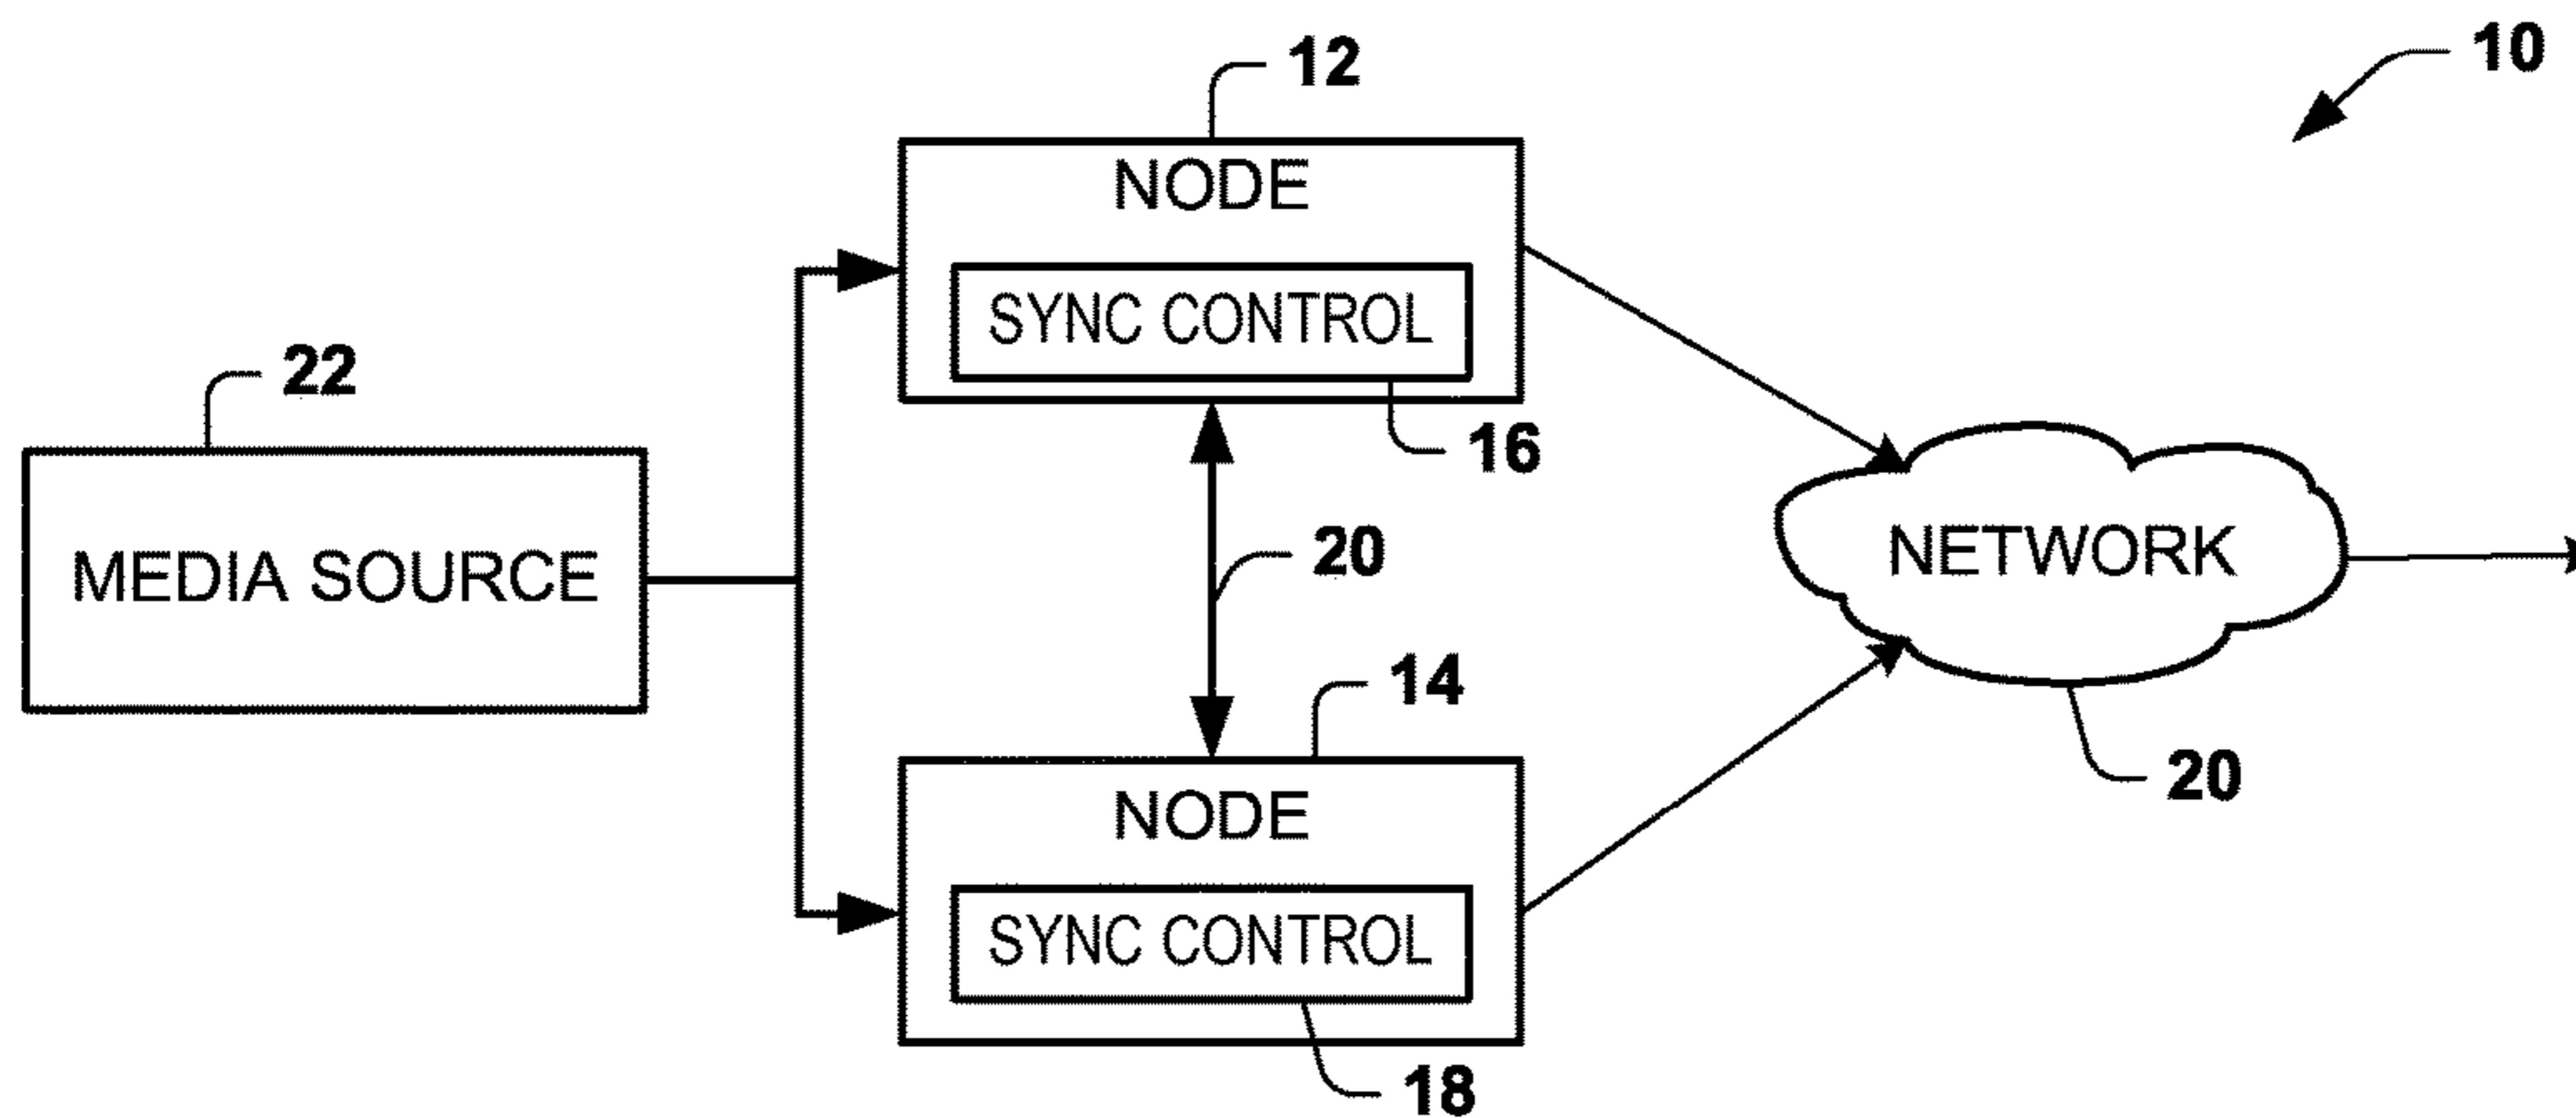 10
12
NODE
SYNC CONTROL
16
22
MEDIA SOURCE
20
NETWORK
20
14
NODE
SYNC CONTROL
18